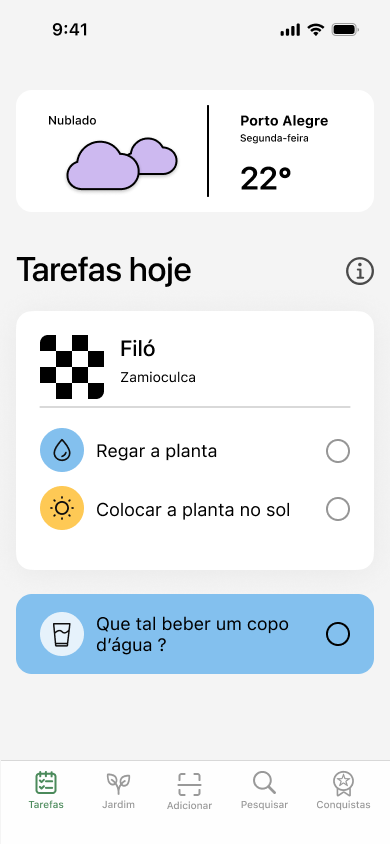 9:41
Nublado
Porto Alegre
Segunda-feira
22°
Tarefas hoje
Filó
Zamioculca
Regar a planta
Colocar a planta no sol
Que tal beber um copo
d’água ?
Tarefas
Jardim
Adicionar
Pesquisar
Conquistas